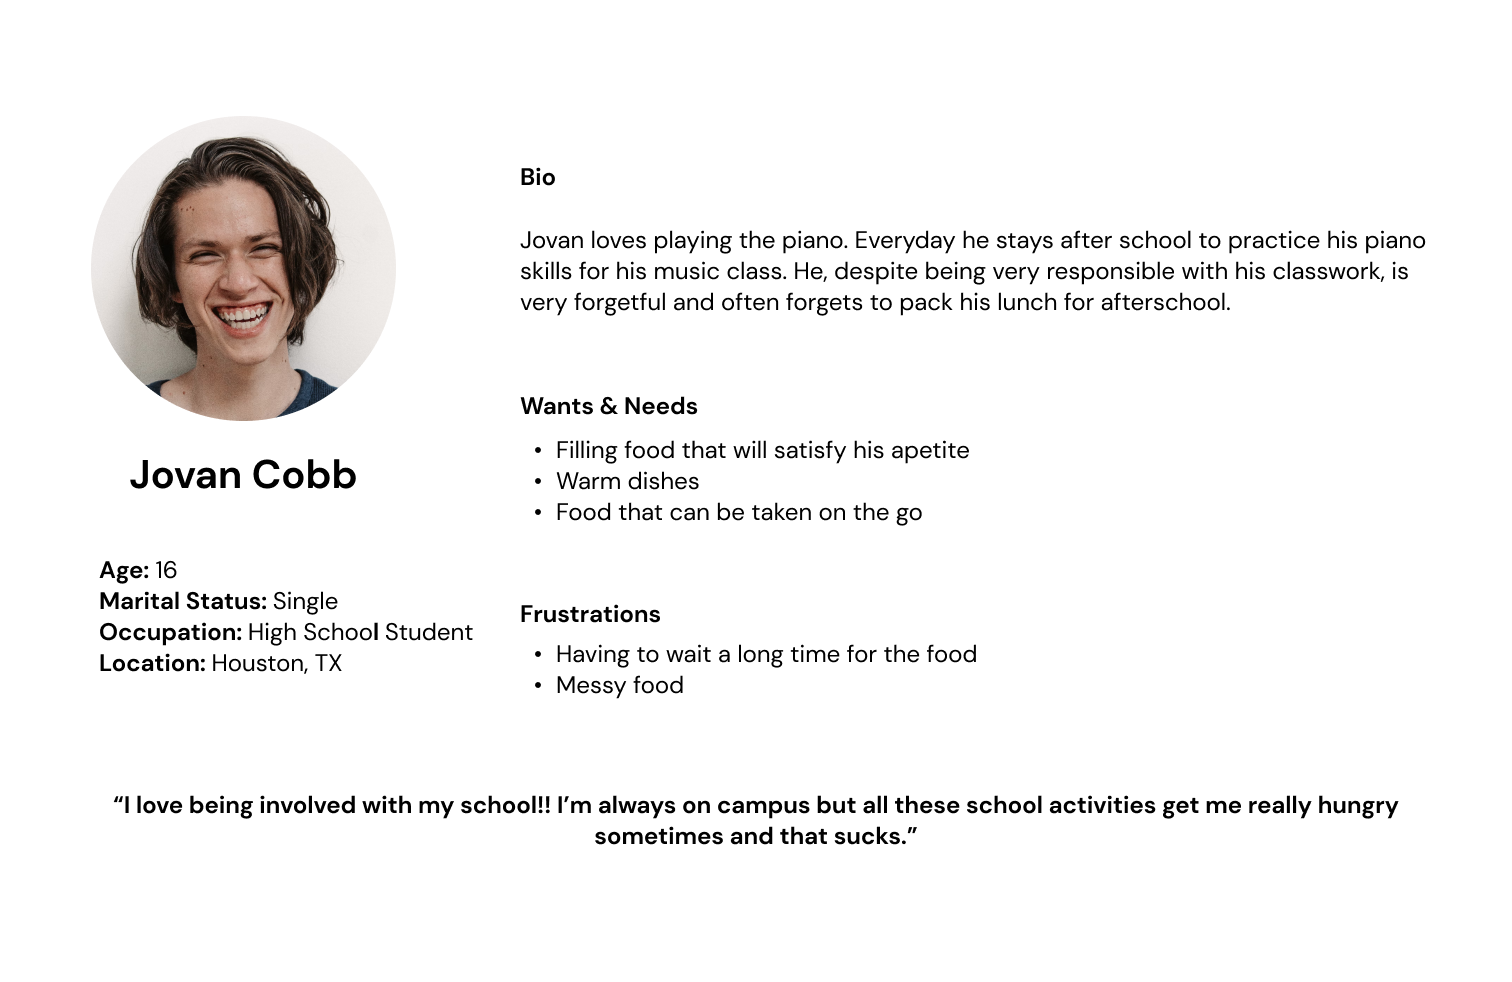 Jovan Cobb
Age: 16
Marital Status: Single
Occupation: High School Student
Location: Houston, TX
Bio
Jovan loves playing the piano. Everyday he stays after school to practice his piano
skills for his music class. He, despite being very responsible with his classwork, is
very forgetful and often forgets to pack his lunch for afterschool.
Wants & Needs
• Filling food that will satisfy his apetite
• Warm dishes
• Food that can be taken on the go
Frustrations
• Having to wait a long time for the food
• Messy food
“I love being involved with my school!! I’m always on campus but all these school activities get me really hungry
sometimes and that sucks.”